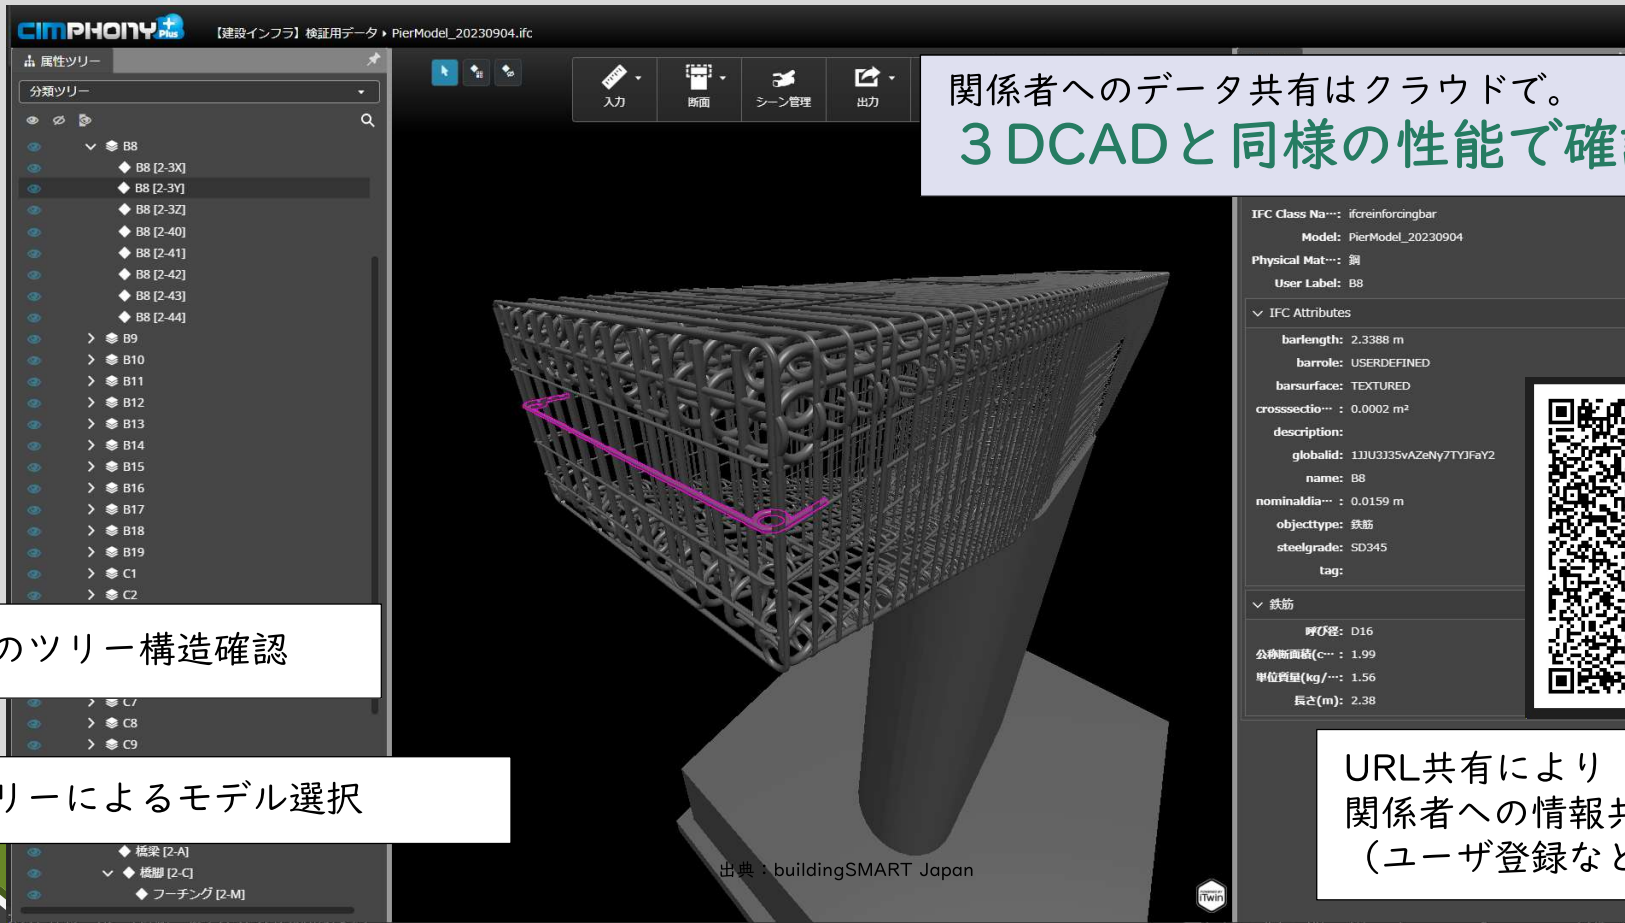 CIMPHONY Plus
【建設インフラ】検証用データ ▸ PierModel_20230904.ifc
属性ツリー
分類ツリー
B8
B8 [2-3X]
B8 [2-3Y]
B8 [2-3Z]
B8 [2-40]
B8 [2-41]
B8 [2-42]
B8 [2-43]
B8 [2-44]
B9
B10
B11
B12
B13
B14
B15
B16
B17
B18
B19
C1
C2
のツリー構造確認
C7
C8
C9
リーによるモデル選択
橋梁 [2-A]
橋脚 [2-C]
フーチング [2-M]
入力
断面
シーン管理
出力
関係者へのデータ共有はクラウドで。
３DCADと同様の性能で確
IFC Class Na…: ifcreinforcingbar
Model: PierModel_20230904
Physical Mat…: 鋼
User Label: B8
IFC Attributes
barlength: 2.3388 m
barrole: USERDEFINED
barsurface: TEXTURED
crosssectio… : 0.0002 m²
description:
globalid: 1JJU3J35vAZeNy7TYJFaY2
name: B8
nominaldia… : 0.0159 m
objecttype: 鉄筋
steelgrade: SD345
tag:
鉄筋
呼び径: D16
公称断面積(c… : 1.99
単位質量(kg/…: 1.56
長さ(m): 2.38
URL共有により
関係者への情報共
（ユーザ登録など
出典：buildingSMART Japan
iTwin